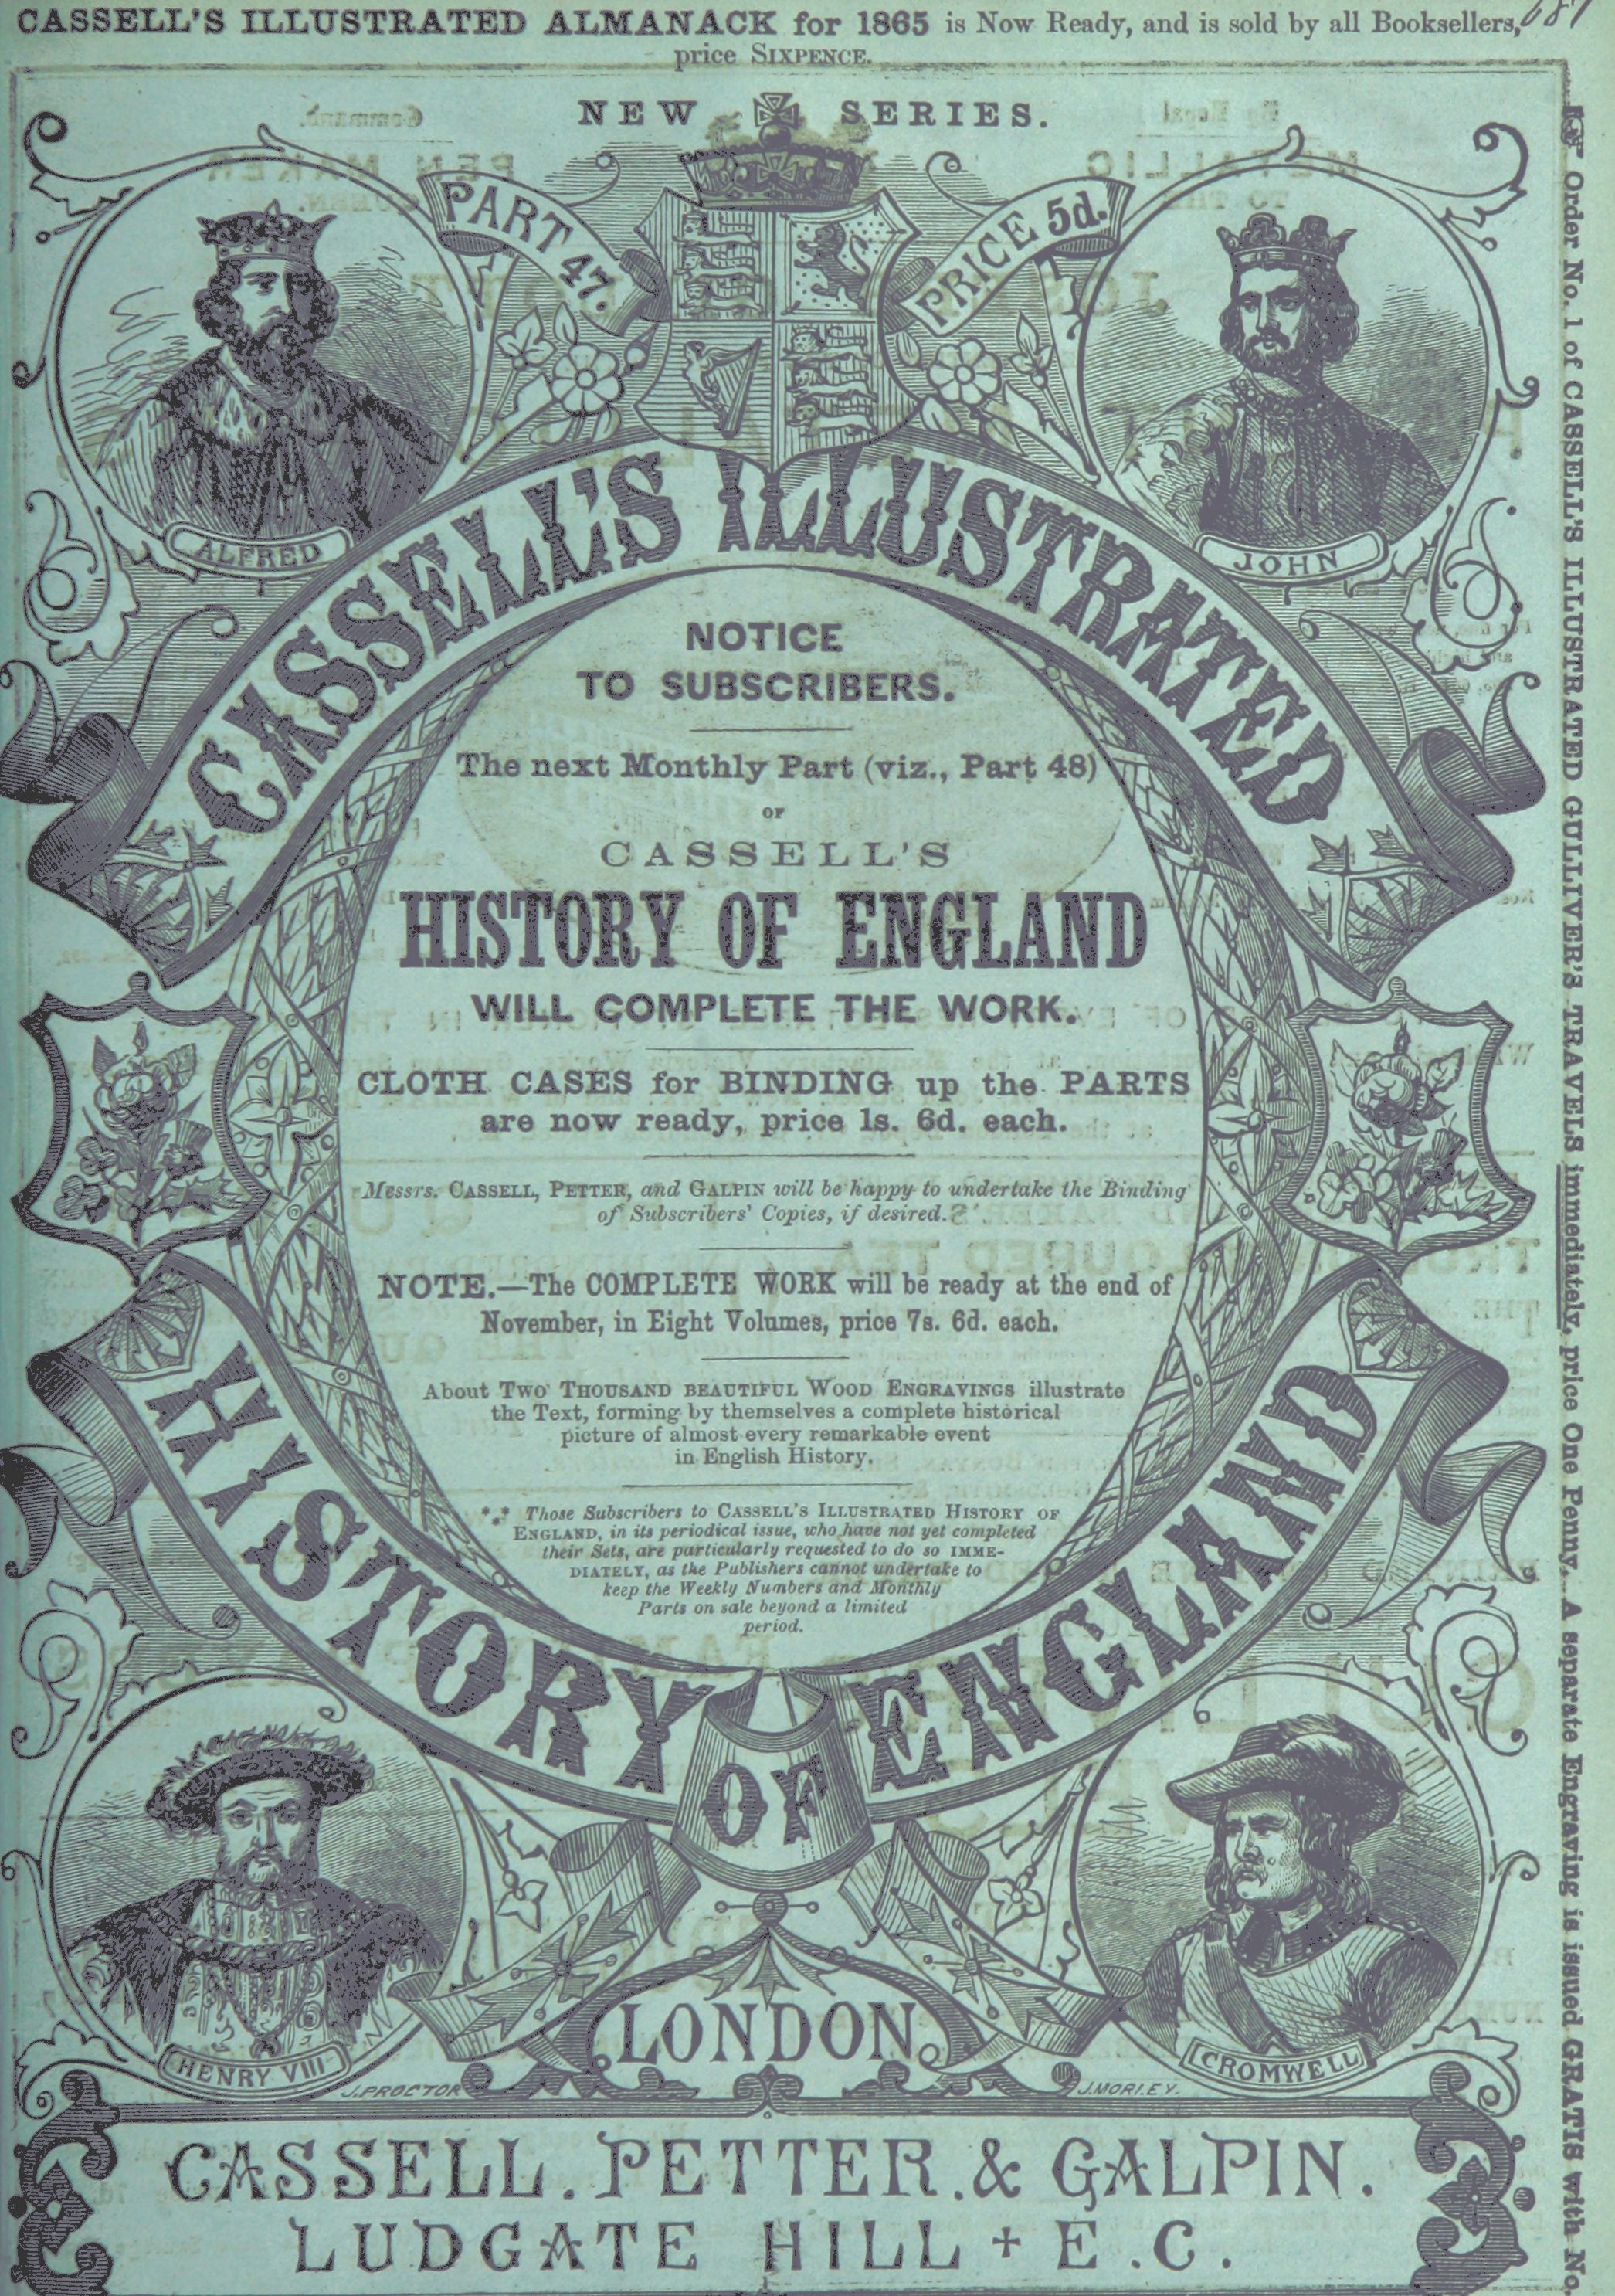 CASSELL'S ILLUSTRATED ALMANACK for 1865 is Now Ready, and is sold by all Booksellers,
price SIXPENCE.
NEW SERIES.
PART 47.
PRICE 5d.
ALFRED
JOHN
CASSELL'S ILLUSTRATED
NOTICE
TO SUBSCRIBERS.
The next Monthly Part (viz., Part 48)
OF
CASSELL'S
HISTORY OF ENGLAND
WILL COMPLETE THE WORK.
CLOTH CASES for BINDING up the PARTS
are now ready, price 1s. 6d. each.
Messrs. CASSELL, PETTER, and GALPIN will be happy to undertake the Binding
of Subscribers' Copies, if desired.
NOTE.—The COMPLETE WORK will be ready at the end of
November, in Eight Volumes, price 7s. 6d. each.
About TWO THOUSAND BEAUTIFUL WOOD ENGRAVINGS illustrate
the Text, forming by themselves a complete historical
picture of almost every remarkable event
in English History.
*** Those Subscribers to CASSELL'S ILLUSTRATED HISTORY OF
ENGLAND, in its periodical issue, who have not yet completed
their Sets, are particularly requested to do so IMME-
DIATELY, as the Publishers cannot undertake to
keep the Weekly Numbers and Monthly
Parts on sale beyond a limited
period.
HISTORY OF ENGLAND
HENRY VIII
CROMWELL
J. PROCTOR
J. MORLEY.
LONDON
CASSELL. PETTER. & GALPIN.
LUDGATE HILL + E.C.
Order No. 1 of CASSELL'S ILLUSTRATED GULLIVER'S TRAVELS immediately, price One Penny. A separate Engraving is issued GRATIS with No.